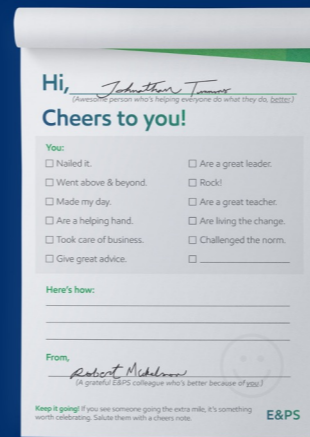 Hi, Johnathan Timms
(Awesome person who's helping everyone do what they do, better.)
Cheers to you!
You:
Nailed it.
Went above & beyond.
Made my day.
Are a helping hand.
Took care of business.
Give great advice.
Are a great leader.
Rock!
Are a great teacher.
Are living the change.
Challenged the norm.
Here's how:
From,
Robert
(A grateful E&PS colleague who's better because of you.)
Keep it going! If you see someone going the extra mile, it's something
worth celebrating. Salute them with a cheers note.
E&PS